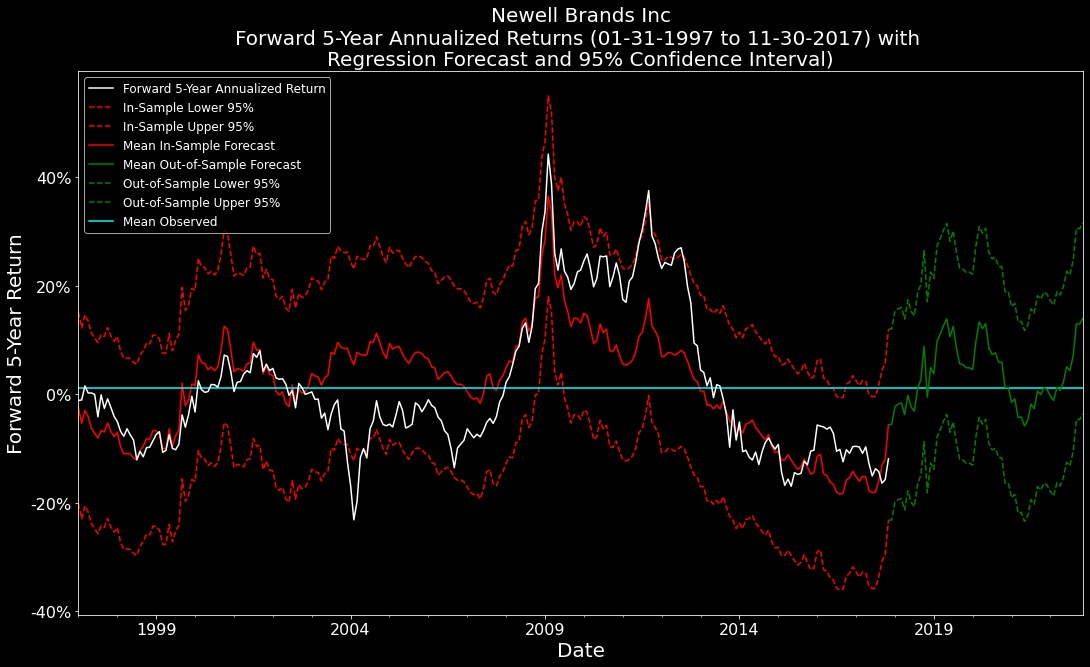 Newell Brands Inc
Forward 5-Year Annualized Returns (01-31-1997 to 11-30-2017) with
Regression Forecast and 95% Confidence Interval)
Forward 5-Year Annualized Return
In-Sample Lower 95%
In-Sample Upper 95%
Mean In-Sample Forecast
Mean Out-of-Sample Forecast
Out-of-Sample Lower 95%
Out-of-Sample Upper 95%
Mean Observed
Forward 5-Year Return
40%
20%
0%
-20%
-40%
1999 2004 2009 2014 2019
Date